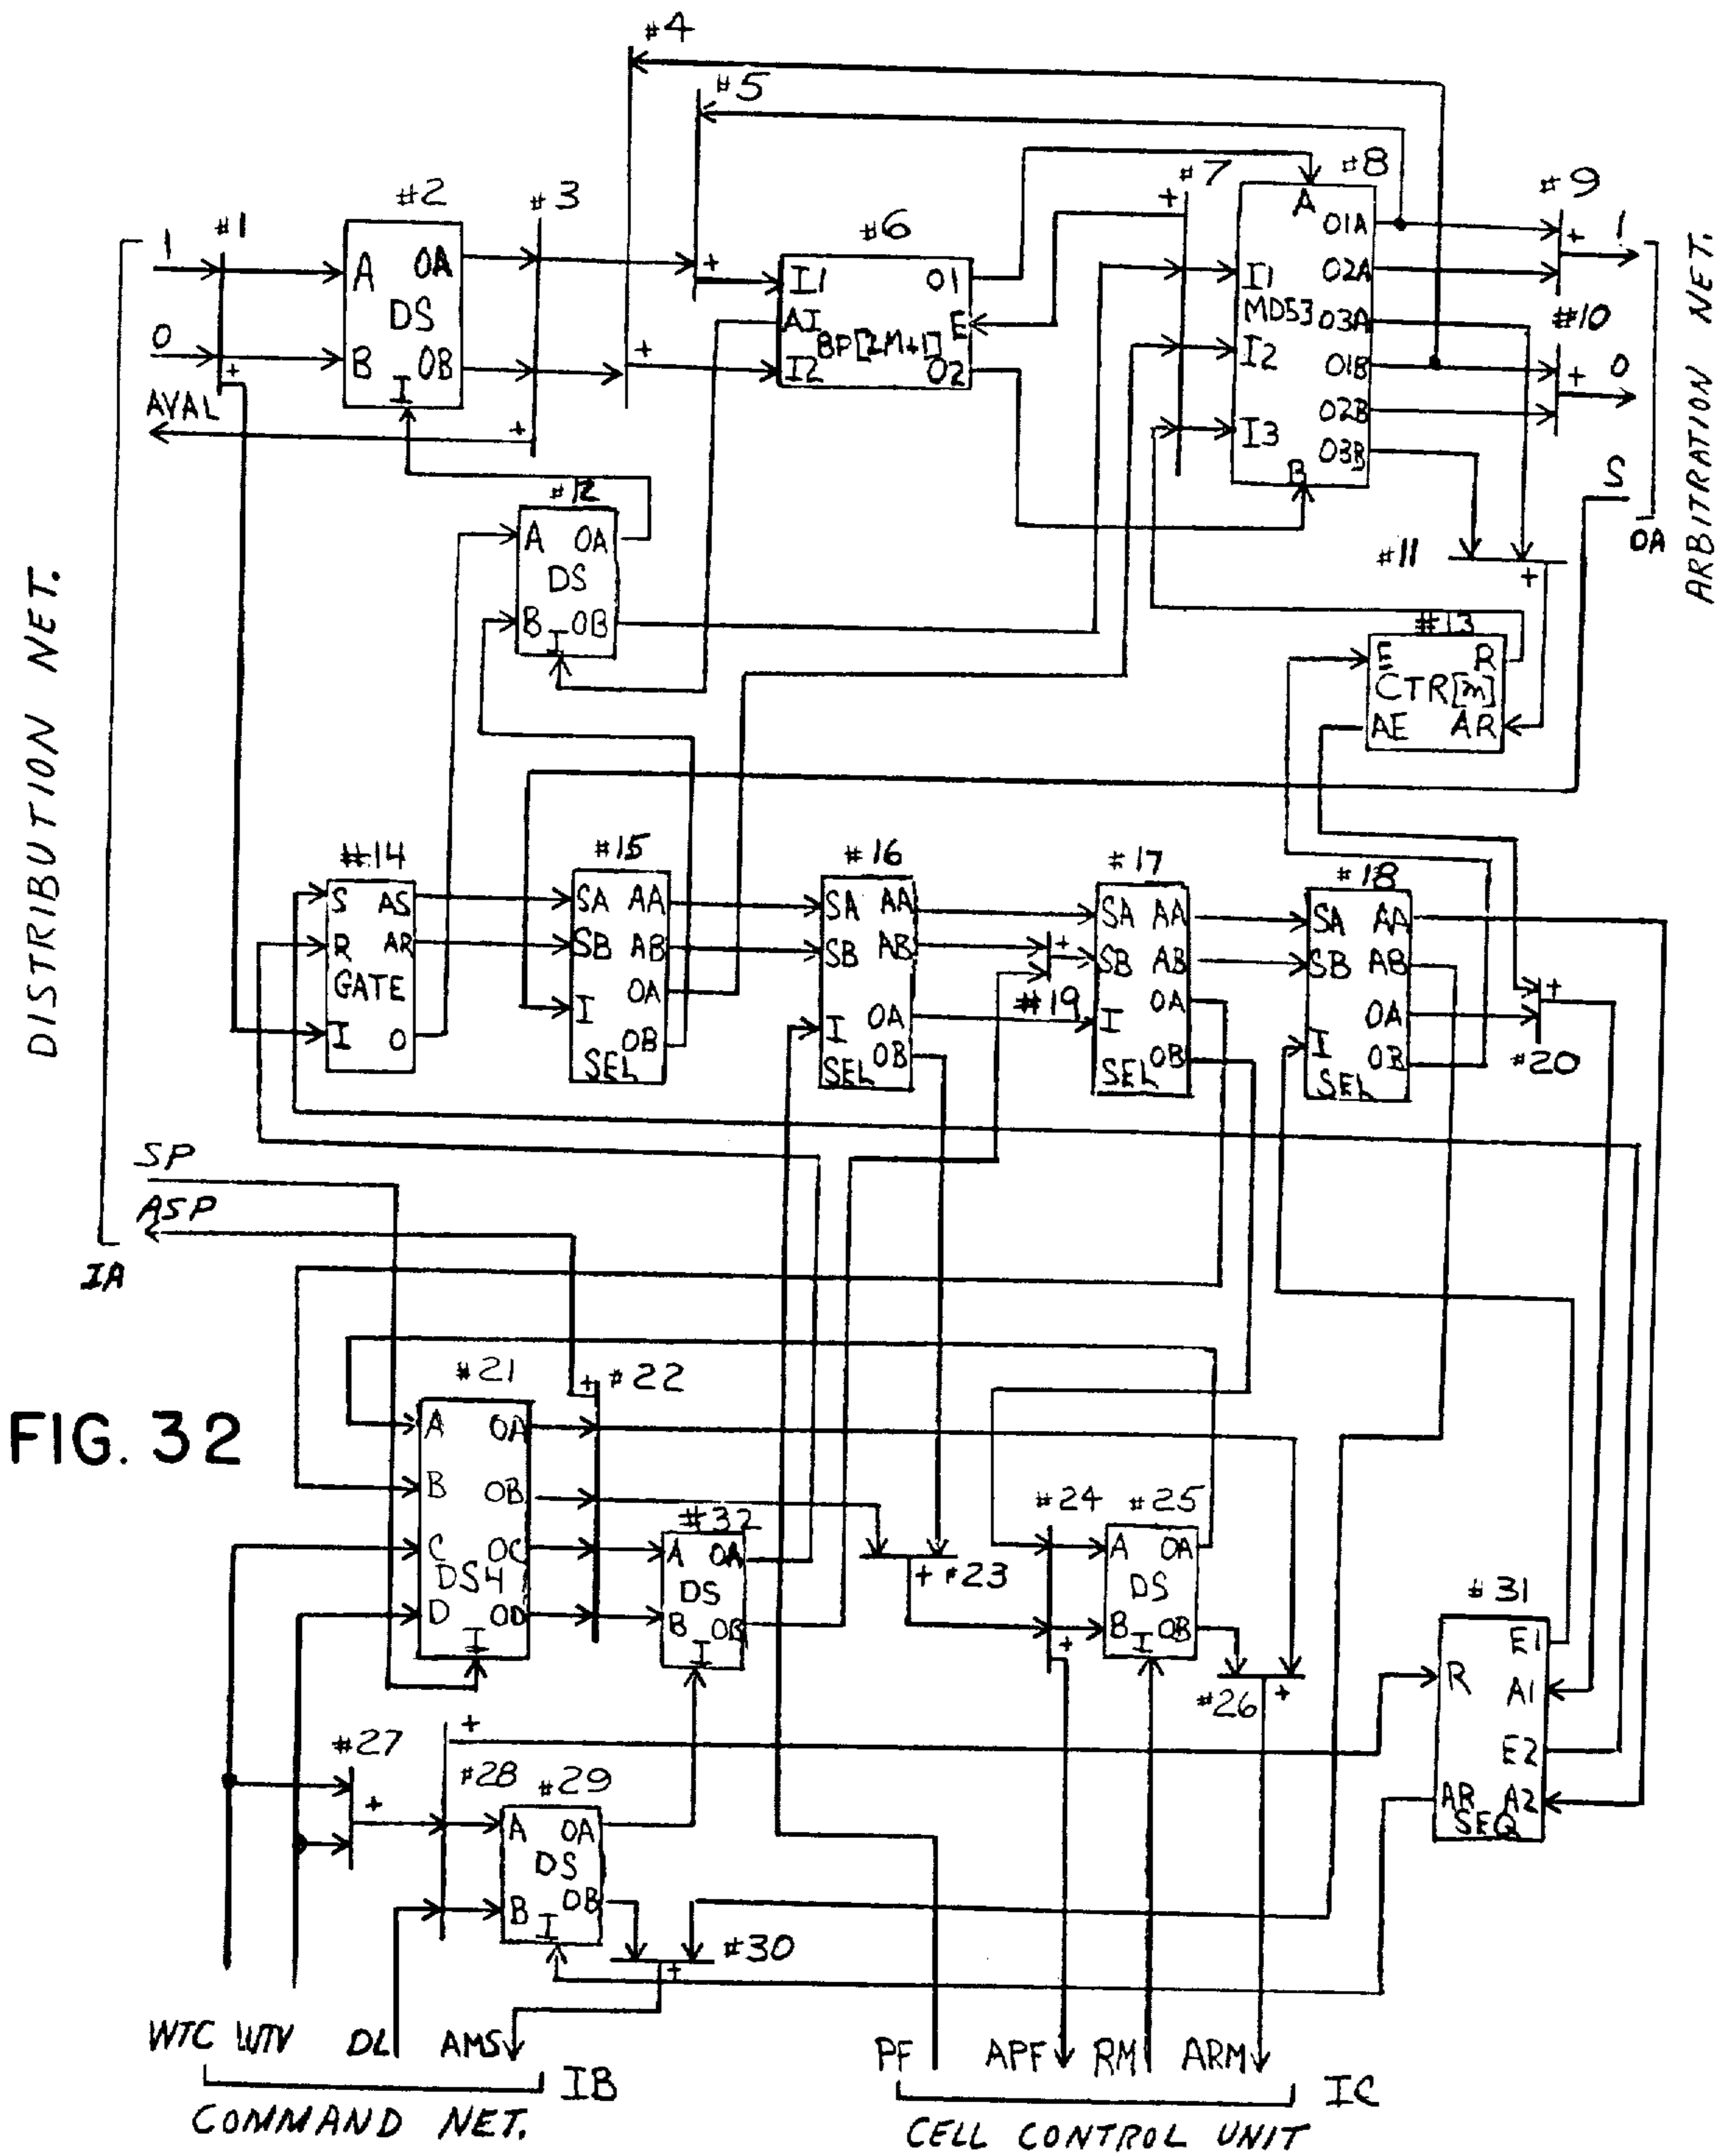 #4
#5
#7
#8
#9
#1
#2
#3
#6
1
A
OA
DS
B
OB
I
0
+
AVAL
+
+
+
I1
O1
AI
E
BP[2M+1]
I2
O2
+
A
O1A
I1
O2A
MD53
O3A
I2
O1B
O2B
I3
O3B
B
+
1
#10
+
0
S
OA
ARBITRATION NET.
#12
A
OA
DS
B
OB
I
#11
+
#13
E
R
CTR[m]
AE
AR
DISTRIBUTION NET.
#14
S
AS
R
AR
GATE
I
O
#15
SA
AA
SB
AB
OA
I
OB
SEL
#16
SA
AA
SB
AB
OA
I
OB
SEL
+
#19
#17
SA
AA
SB
AB
OA
I
OB
SEL
#18
SA
AA
SB
AB
OA
I
OB
SEL
+
#20
SP
ASP
IA
FIG. 32
#21
A
OA
B
OB
C
OC
DS4
D
OD
I
+
#22
#32
A
OA
DS
B
OB
I
+
#23
#24
+
#25
A
OA
DS
B
OB
I
#26
+
#31
E1
R
A1
E2
AR
A2
SEQ
#27
+
+
#28
#29
A
OA
DS
OB
B
I
#30
+
WTC
WTV
DL
AMS
IB
COMMAND NET.
PF
APF
RM
ARM
IC
CELL CONTROL UNIT